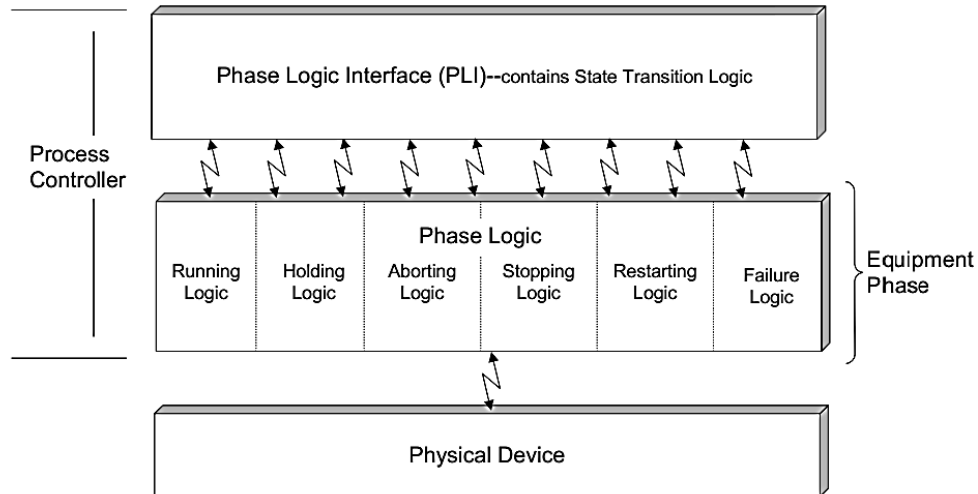 Phase Logic Interface (PLI)--contains State Transition Logic
Process
Controller
Phase Logic
Running
Logic
Holding
Logic
Aborting
Logic
Stopping
Logic
Restarting
Logic
Failure
Logic
Equipment
Phase
Physical Device